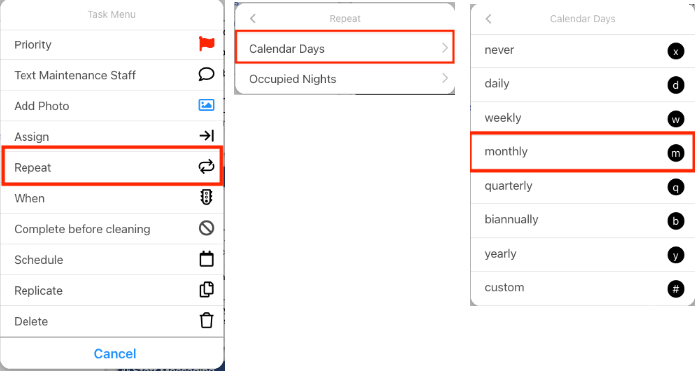 Task Menu
Priority
Text Maintenance Staff
Add Photo
Assign
Repeat
When
Complete before cleaning
Schedule
Replicate
Delete
Cancel
Repeat
Calendar Days
Occupied Nights
Calendar Days
never x
daily d
weekly w
monthly m
quarterly q
biannually b
yearly y
custom #